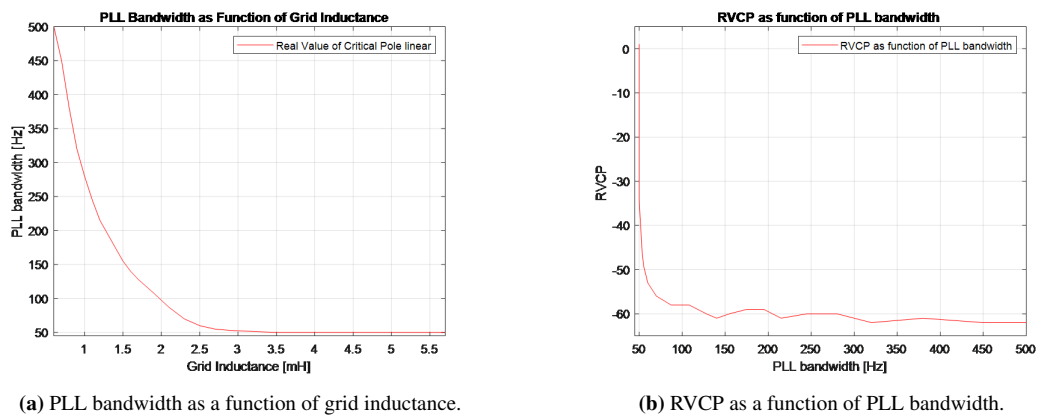 PLL Bandwidth as Function of Grid Inductance
500
450
400
350
300
250
200
150
100
50
PLL bandwidth [Hz]
Real Value of Critical Pole linear
1 1.5 2 2.5 3 3.5 4 4.5 5 5.5
Grid Inductance [mH]
(a) PLL bandwidth as a function of grid inductance.
RVCP as function of PLL bandwidth
0
-10
-20
-30
-40
-50
-60
RVCP
RVCP as function of PLL bandwidth
50 100 150 200 250 300 350 400 450 500
PLL bandwidth [Hz]
(b) RVCP as a function of PLL bandwidth.